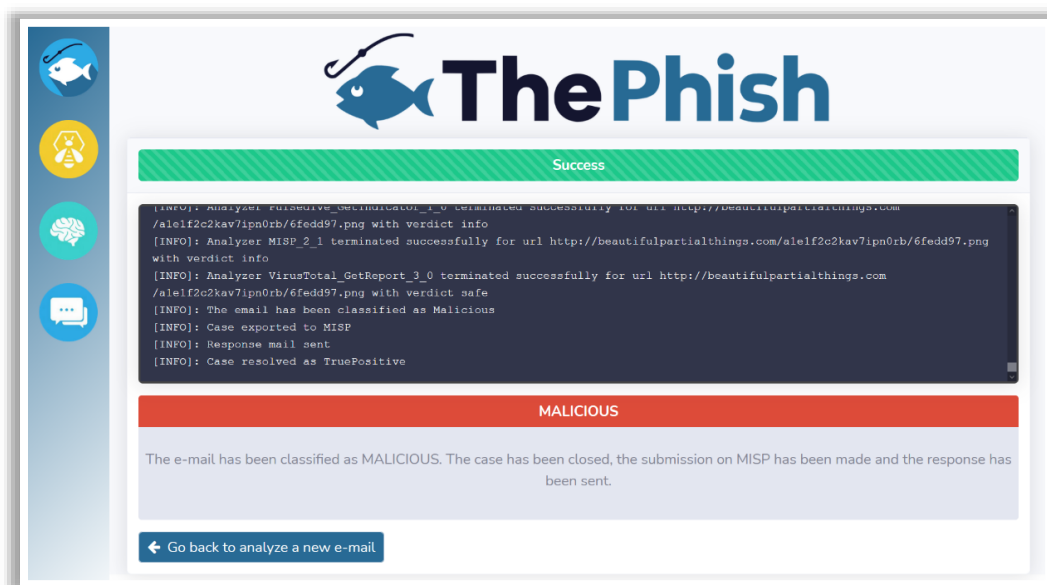 ThePhish
Success
[INFO]: Analyzer Pulsedive_GetIndicator_1_0 terminated successfully for url http://beautifulpartialthings.com
/a1e1f2c2kav7ipn0rb/6fedd97.png with verdict info
[INFO]: Analyzer MISP_2_1 terminated successfully for url http://beautifulpartialthings.com/a1e1f2c2kav7ipn0rb/6fedd97.png
with verdict info
[INFO]: Analyzer VirusTotal_GetReport_3_0 terminated successfully for url http://beautifulpartialthings.com
/a1e1f2c2kav7ipn0rb/6fedd97.png with verdict safe
[INFO]: The email has been classified as Malicious
[INFO]: Case exported to MISP
[INFO]: Response mail sent
[INFO]: Case resolved as TruePositive
MALICIOUS
The e-mail has been classified as MALICIOUS. The case has been closed, the submission on MISP has been made and the response has
been sent.
Go back to analyze a new e-mail